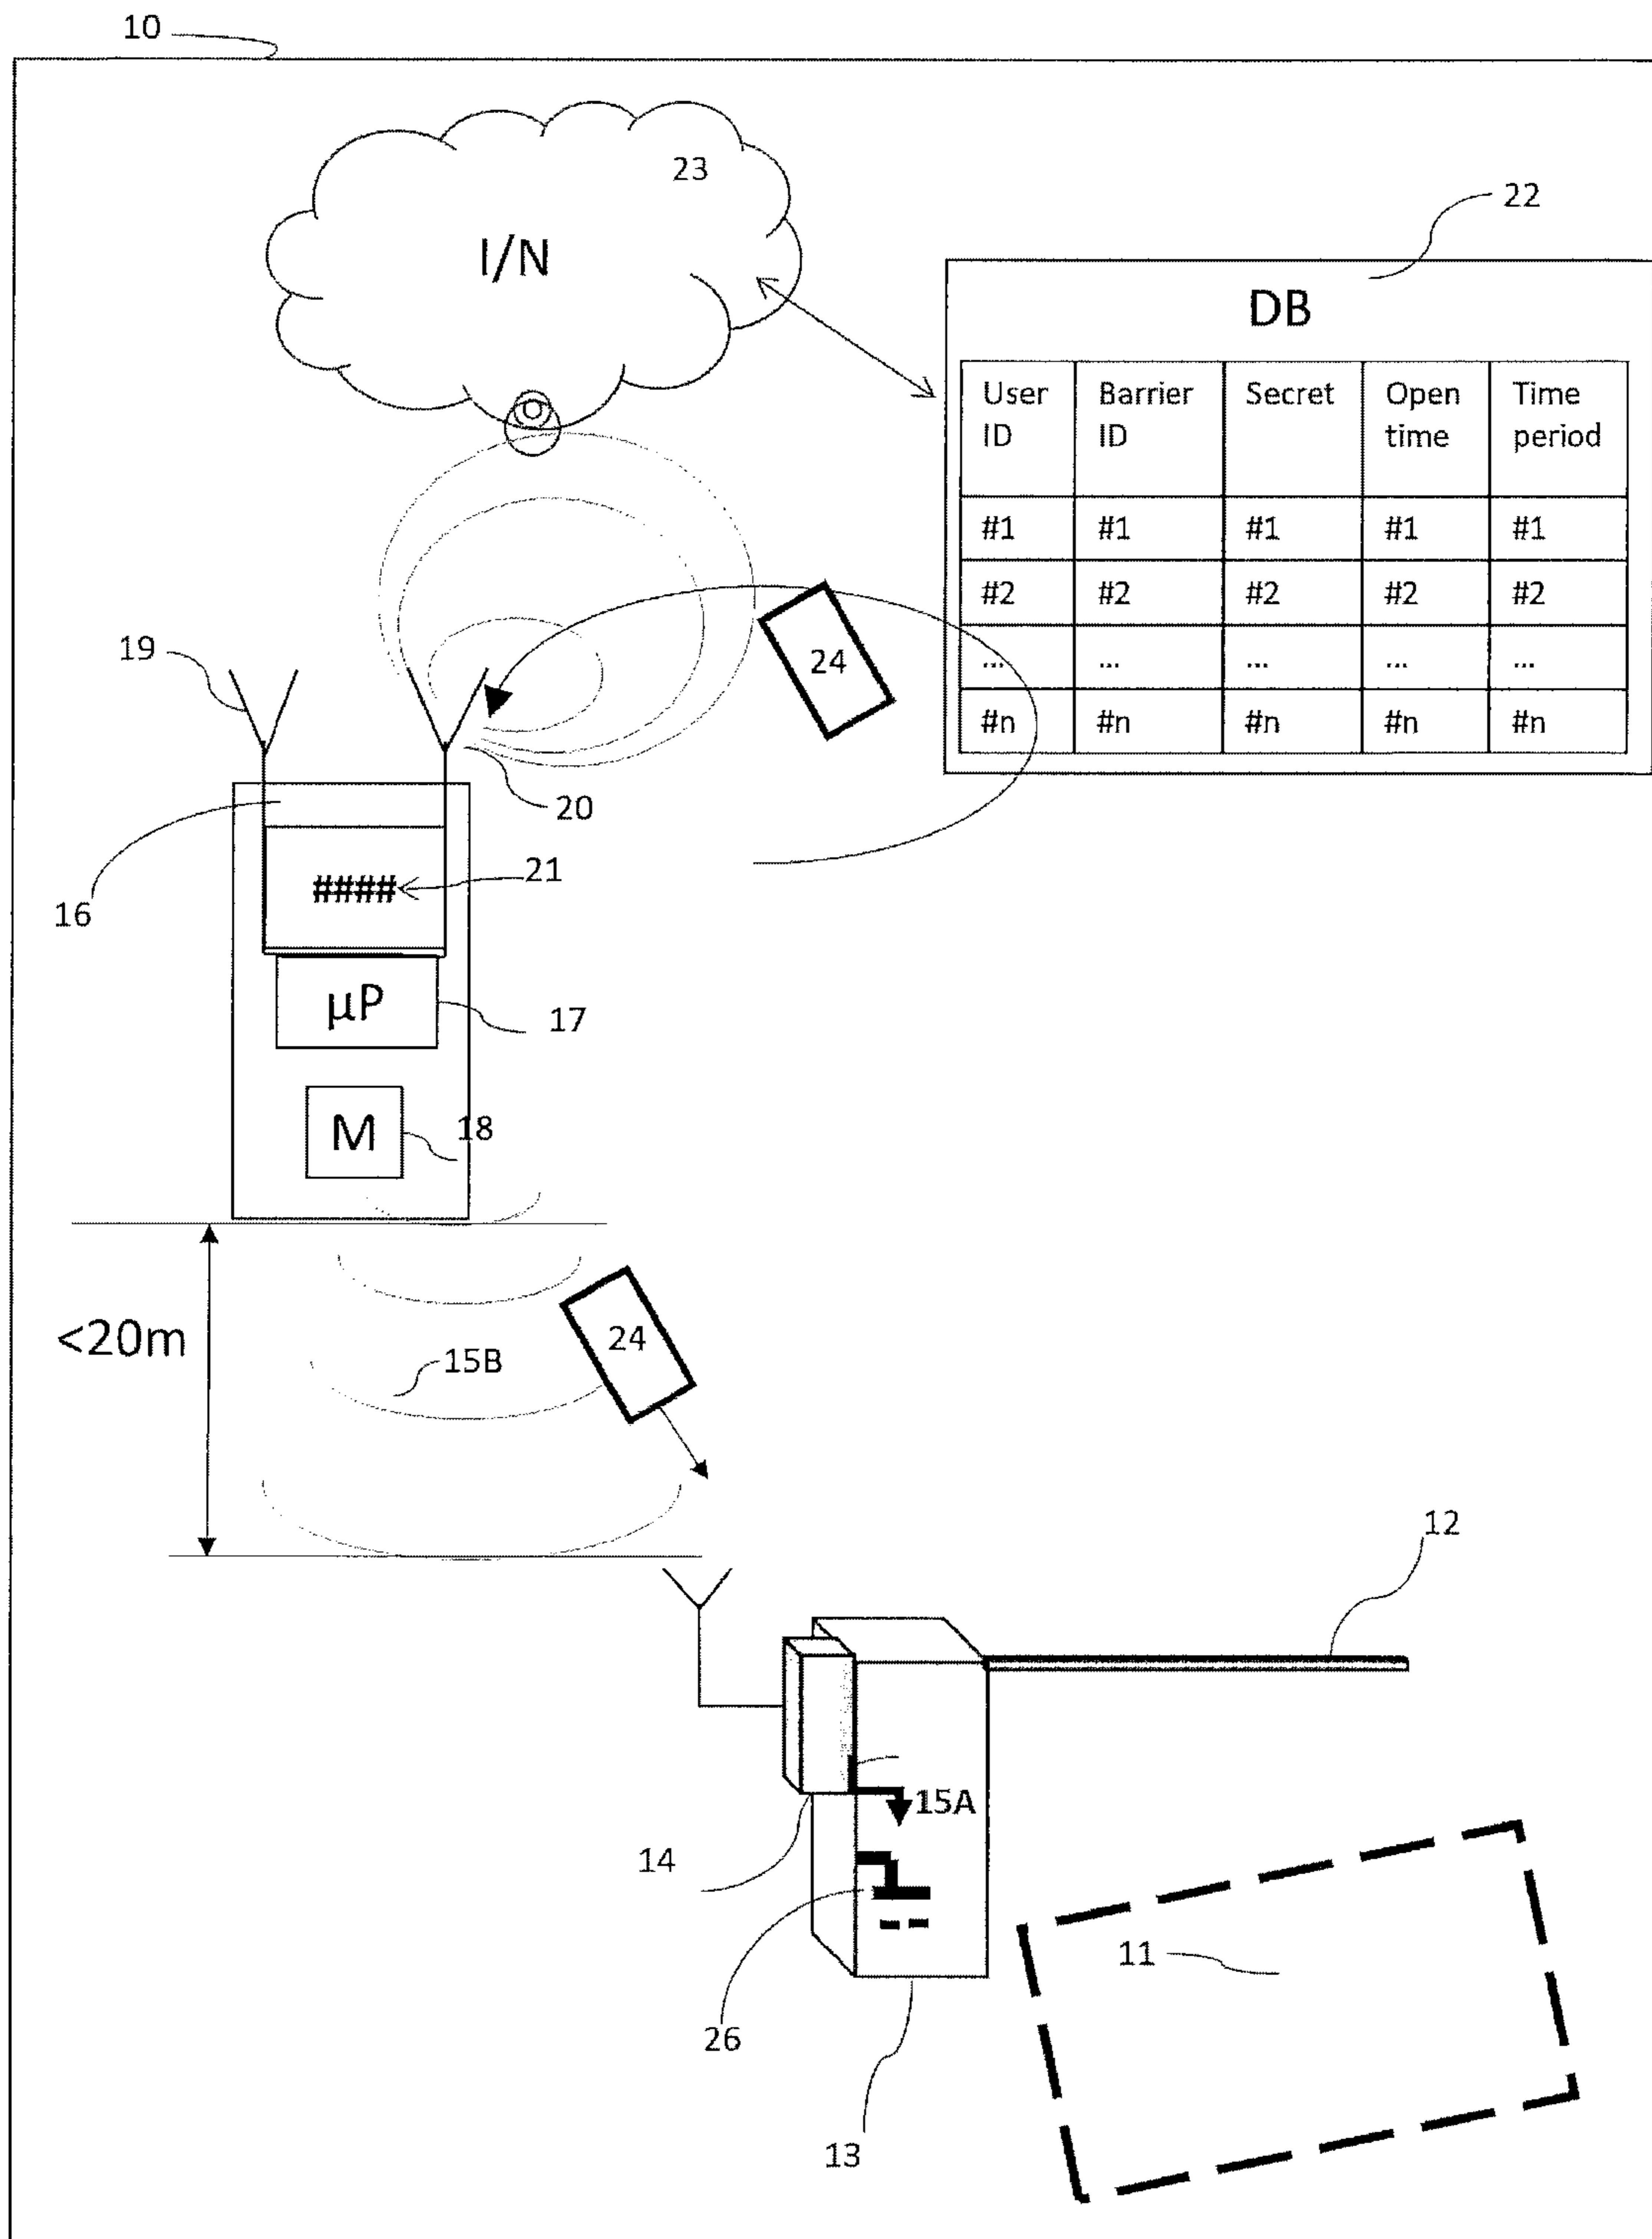 10
23
I/N
22
DB
User ID
Barrier ID
Secret
Open time
Time period
#1 #1 #1 #1 #1
#2 #2 #2 #2 #2
... ... ... ... ...
#n #n #n #n #n
24
19
20
21
####
16
µP
17
M
18
<20m
24
15B
12
15A
14
11
26
13